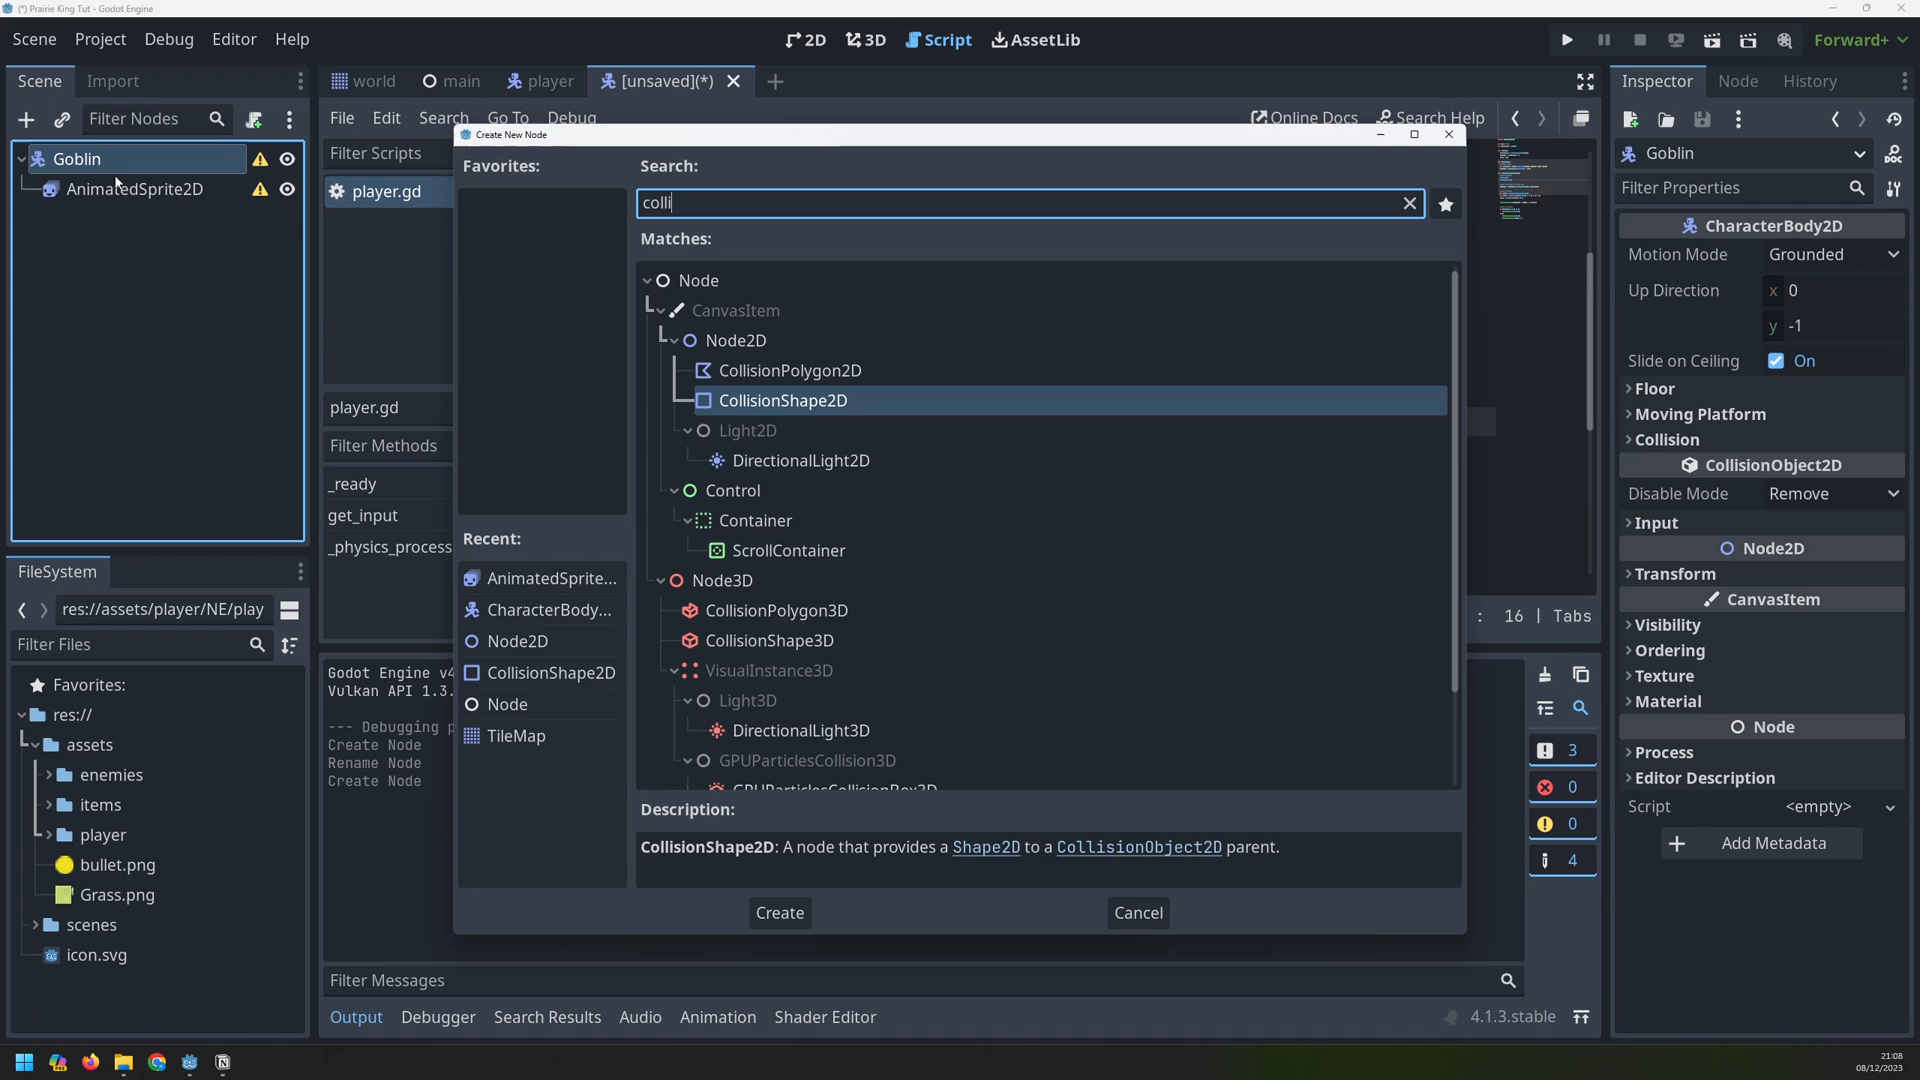 (*) Prairie King Tut - Godot Engine
Scene Project Debug Editor Help
2D 3D Script AssetLib
Forward+
Scene Import
world main player [unsaved](*)
Inspector Node History
Filter Nodes
File Edit Search Go To Debug
Online Docs Search Help
Goblin
AnimatedSprite2D
Filter Scripts
player.gd
player.gd
Filter Methods
_ready
get_input
_physics_process
Create New Node
Favorites:
Search:
colli
Matches:
Node
CanvasItem
Node2D
CollisionPolygon2D
CollisionShape2D
Light2D
DirectionalLight2D
Control
Container
ScrollContainer
Node3D
CollisionPolygon3D
CollisionShape3D
VisualInstance3D
Light3D
DirectionalLight3D
GPUParticlesCollision3D
GPUParticlesCollisionBox3D
Recent:
AnimatedSprite...
CharacterBody...
Node2D
CollisionShape2D
Node
TileMap
Description:
CollisionShape2D: A node that provides a Shape2D to a CollisionObject2D parent.
Create Cancel
Goblin
Filter Properties
CharacterBody2D
Motion Mode Grounded
Up Direction x 0
y -1
Slide on Ceiling On
Floor
Moving Platform
Collision
CollisionObject2D
Disable Mode Remove
Input
Node2D
Transform
CanvasItem
Visibility
Ordering
Texture
Material
Node
Process
Editor Description
Script <empty>
Add Metadata
FileSystem
res://assets/player/NE/play
Filter Files
Favorites:
res://
assets
enemies
items
player
bullet.png
Grass.png
scenes
icon.svg
: 16 | Tabs
Godot Engine v4
Vulkan API 1.3.
--- Debugging p
Create Node
Rename Node
Create Node
3
0
0
4
Filter Messages
Output Debugger Search Results Audio Animation Shader Editor
4.1.3.stable
21:08
08/12/2023